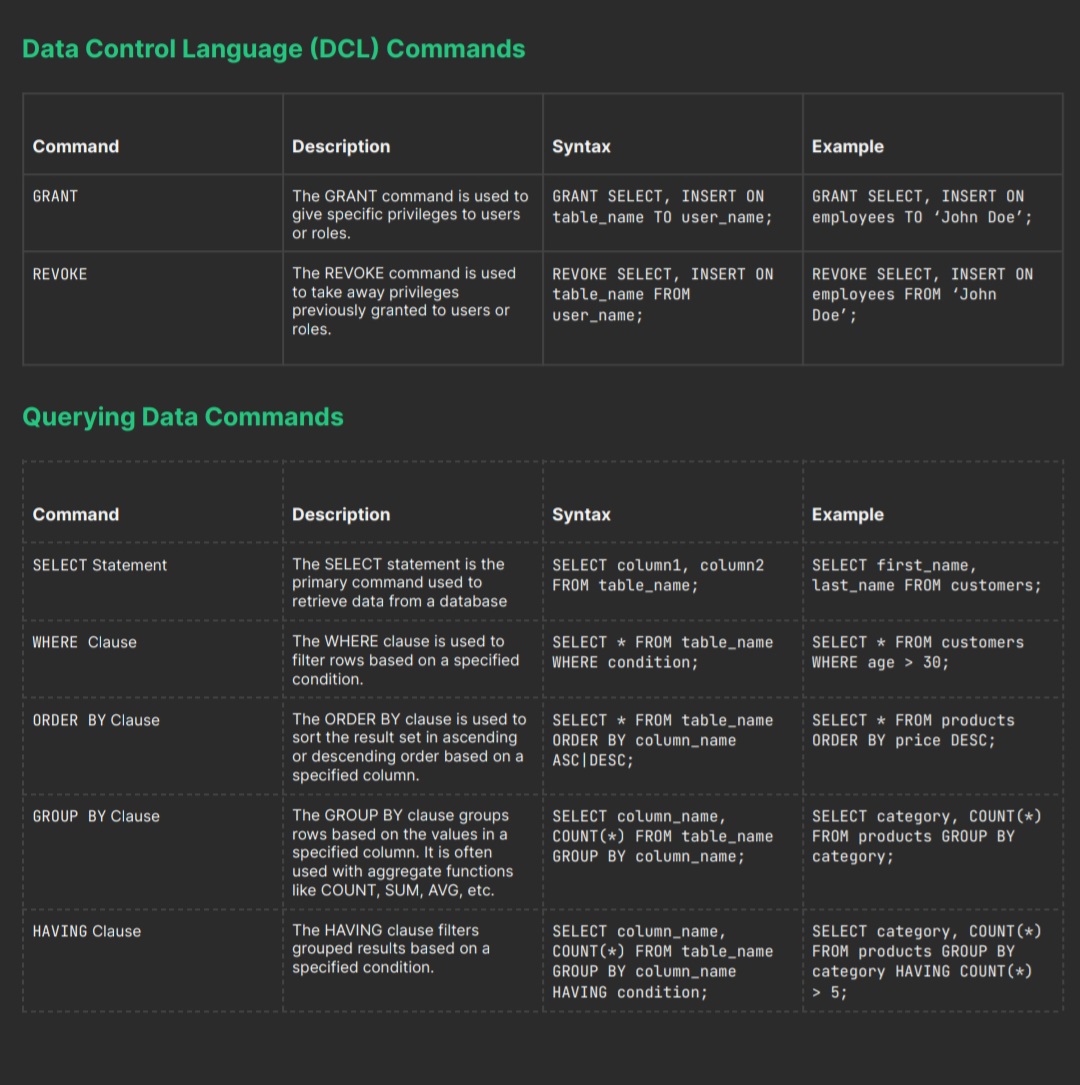 Data Control Language (DCL) Commands
Command
Description
Syntax
Example
GRANT
The GRANT command is used to
give specific privileges to users
or roles.
GRANT SELECT, INSERT ON
table_name TO user_name;
GRANT SELECT, INSERT ON
employees TO ‘John Doe’;
REVOKE
The REVOKE command is used
to take away privileges
previously granted to users or
roles.
REVOKE SELECT, INSERT ON
table_name FROM
user_name;
REVOKE SELECT, INSERT ON
employees FROM ‘John
Doe’;
Querying Data Commands
Command
Description
Syntax
Example
SELECT Statement
The SELECT statement is the
primary command used to
retrieve data from a database
SELECT column1, column2
FROM table_name;
SELECT first_name,
last_name FROM customers;
WHERE Clause
The WHERE clause is used to
filter rows based on a specified
condition.
SELECT * FROM table_name
WHERE condition;
SELECT * FROM customers
WHERE age > 30;
ORDER BY Clause
The ORDER BY clause is used to
sort the result set in ascending
or descending order based on a
specified column.
SELECT * FROM table_name
ORDER BY column_name
ASC|DESC;
SELECT * FROM products
ORDER BY price DESC;
GROUP BY Clause
The GROUP BY clause groups
rows based on the values in a
specified column. It is often
used with aggregate functions
like COUNT, SUM, AVG, etc.
SELECT column_name,
COUNT(*) FROM table_name
GROUP BY column_name;
SELECT category, COUNT(*)
FROM products GROUP BY
category;
HAVING Clause
The HAVING clause filters
grouped results based on a
specified condition.
SELECT column_name,
COUNT(*) FROM table_name
GROUP BY column_name
HAVING condition;
SELECT category, COUNT(*)
FROM products GROUP BY
category HAVING COUNT(*)
> 5;